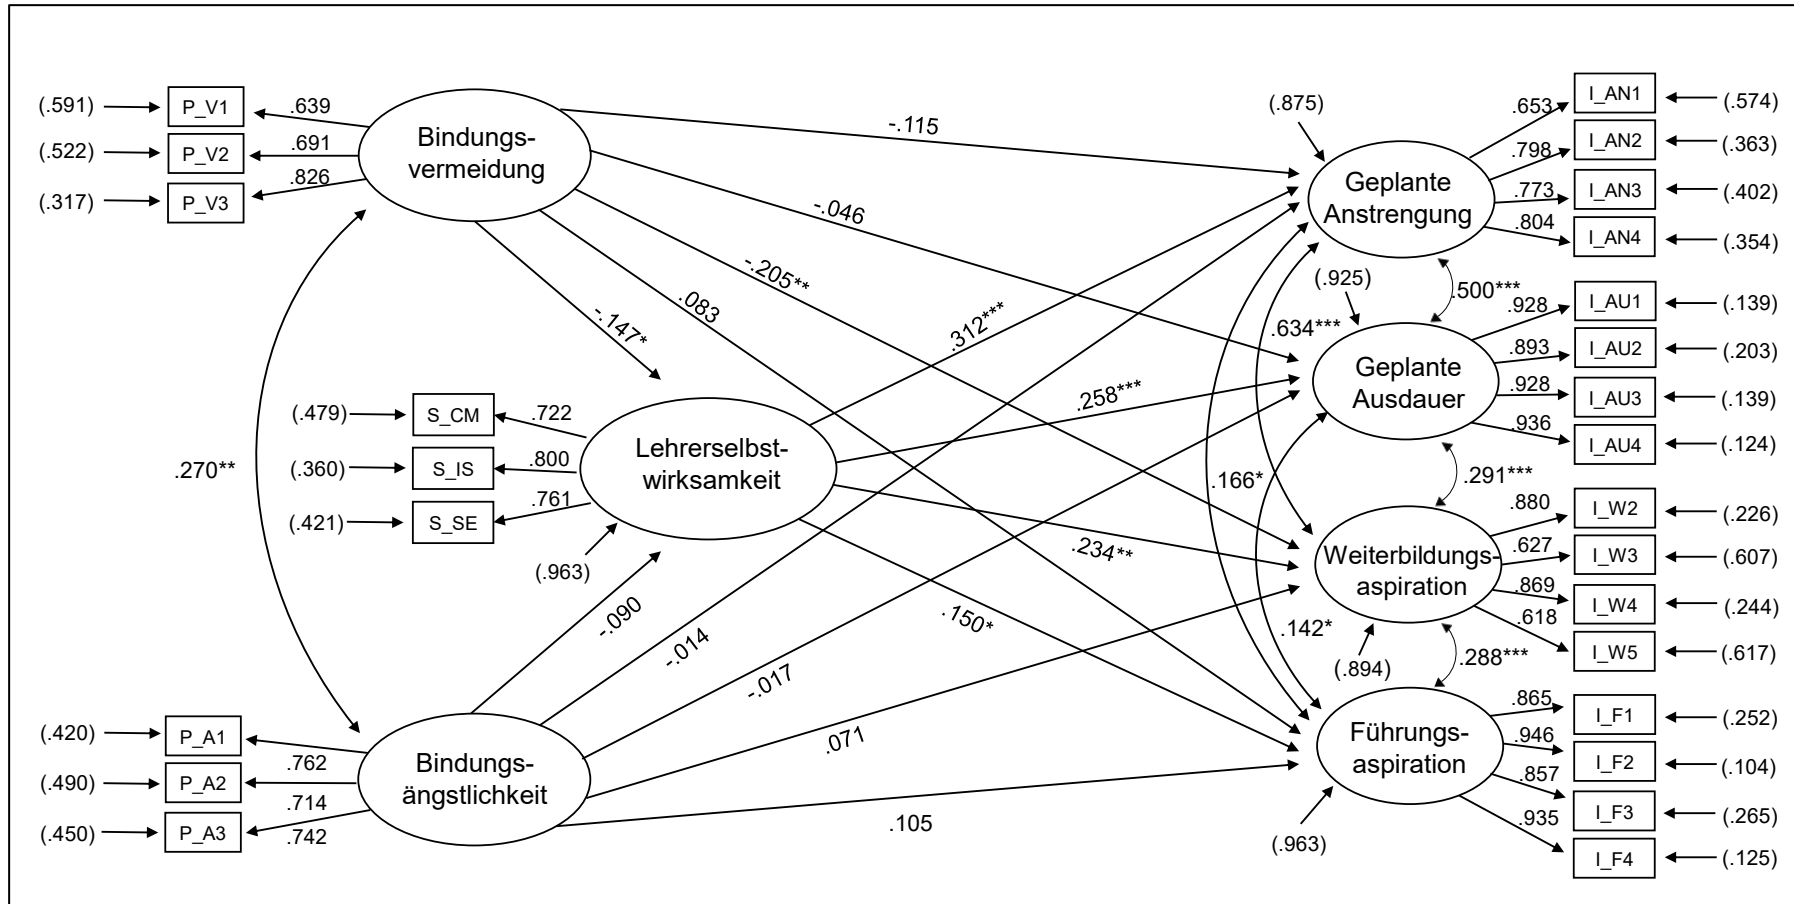 (.591)
P_V1
.639
(.522)
P_V2
.691
(.317)
P_V3
.826
Bindungs-
vermeidung
-.115
-.046
-.205**
.083
-.147*
.270**
(.479)
S_CM
.722
(.360)
S_IS
.800
(.421)
S_SE
.761
Lehrerselbst-
wirksamkeit
(.963)
.312***
.258***
.234**
.150*
-.090
-.014
-.017
.071
.105
(.420)
P_A1
.762
(.490)
P_A2
.714
(.450)
P_A3
.742
Bindungs-
ängstlichkeit
(.875)
Geplante
Anstrengung
.653
I_AN1
(.574)
.798
I_AN2
(.363)
.773
I_AN3
(.402)
.804
I_AN4
(.354)
(.925)
.500***
.634***
Geplante
Ausdauer
.928
I_AU1
(.139)
.893
I_AU2
(.203)
.928
I_AU3
(.139)
.936
I_AU4
(.124)
.166*
.291***
Weiterbildungs-
aspiration
.880
I_W2
(.226)
.627
I_W3
(.607)
.869
I_W4
(.244)
.618
I_W5
(.617)
.142*
(.894)
.288***
Führungs-
aspiration
.865
I_F1
(.252)
.946
I_F2
(.104)
.857
I_F3
(.265)
.935
I_F4
(.125)
(.963)